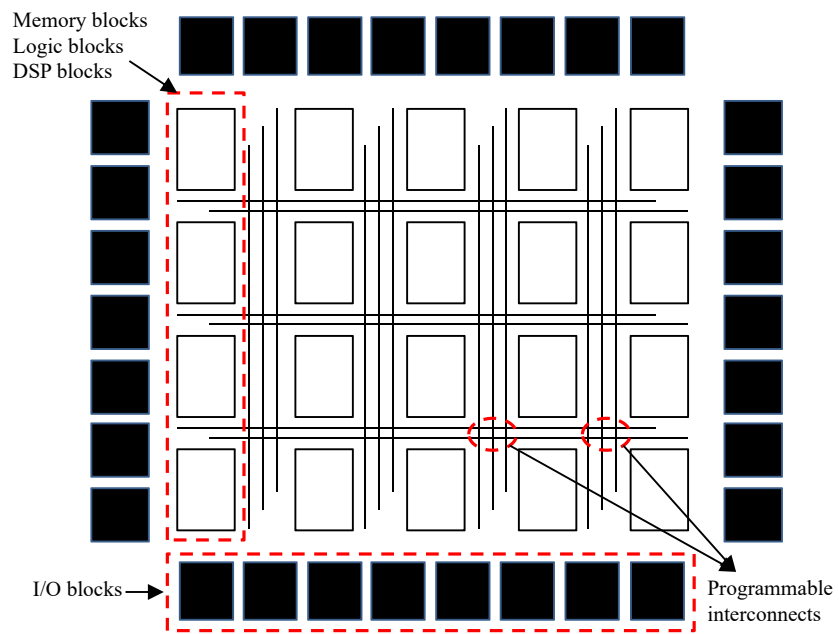 Memory blocks
Logic blocks
DSP blocks
I/O blocks
Programmable
interconnects